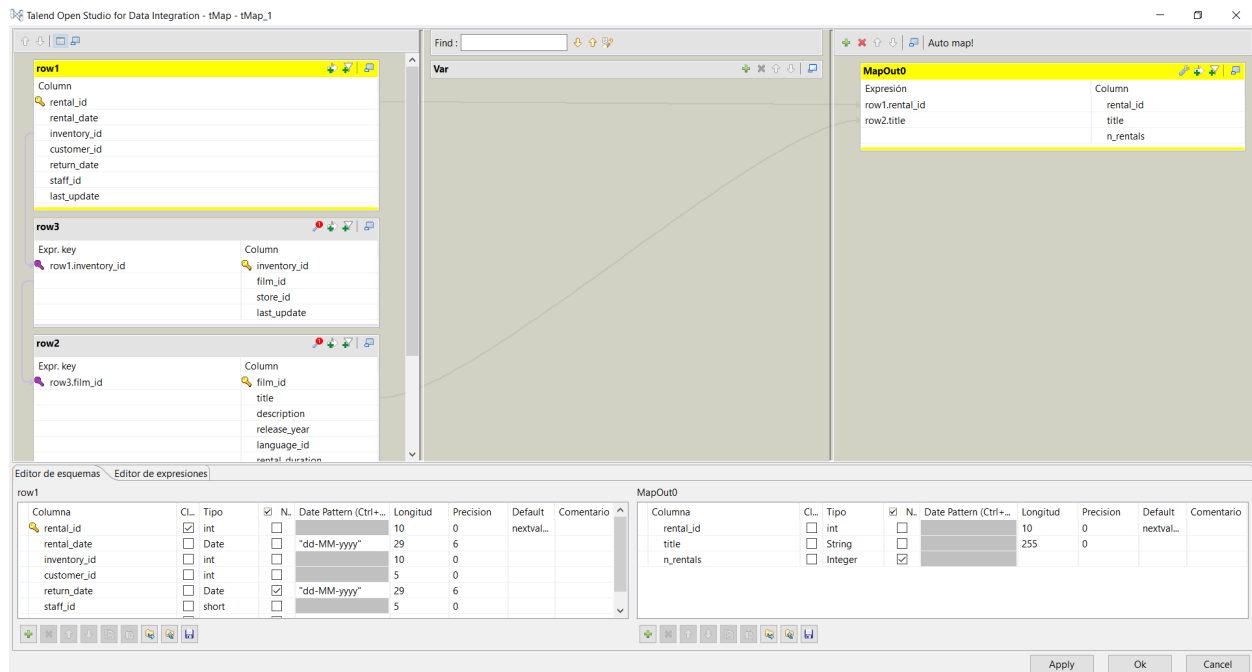 Talend Open Studio for Data Integration - tMap - tMap_1
row1
Column
rental_id
rental_date
inventory_id
customer_id
return_date
staff_id
last_update
row3
Expr. key Column
row1.inventory_id inventory_id
film_id
store_id
last_update
row2
Expr. key Column
row3.film_id film_id
title
description
release_year
language_id
rental_duration
Find :
Var
Auto map!
MapOut0
Expresión Column
row1.rental_id rental_id
row2.title title
n_rentals
Editor de esquemas Editor de expresiones
row1
Columna Cl... Tipo N.. Date Pattern (Ctrl+... Longitud Precision Default Comentario
rental_id int 10 0 nextval...
rental_date Date "dd-MM-yyyy" 29 6
inventory_id int 10 0
customer_id int 5 0
return_date Date "dd-MM-yyyy" 29 6
staff_id short 5 0
MapOut0
Columna Cl... Tipo N.. Date Pattern (Ctrl+... Longitud Precision Default Comentario
rental_id int 10 0 nextval...
title String 255 0
n_rentals Integer
Apply Ok Cancel